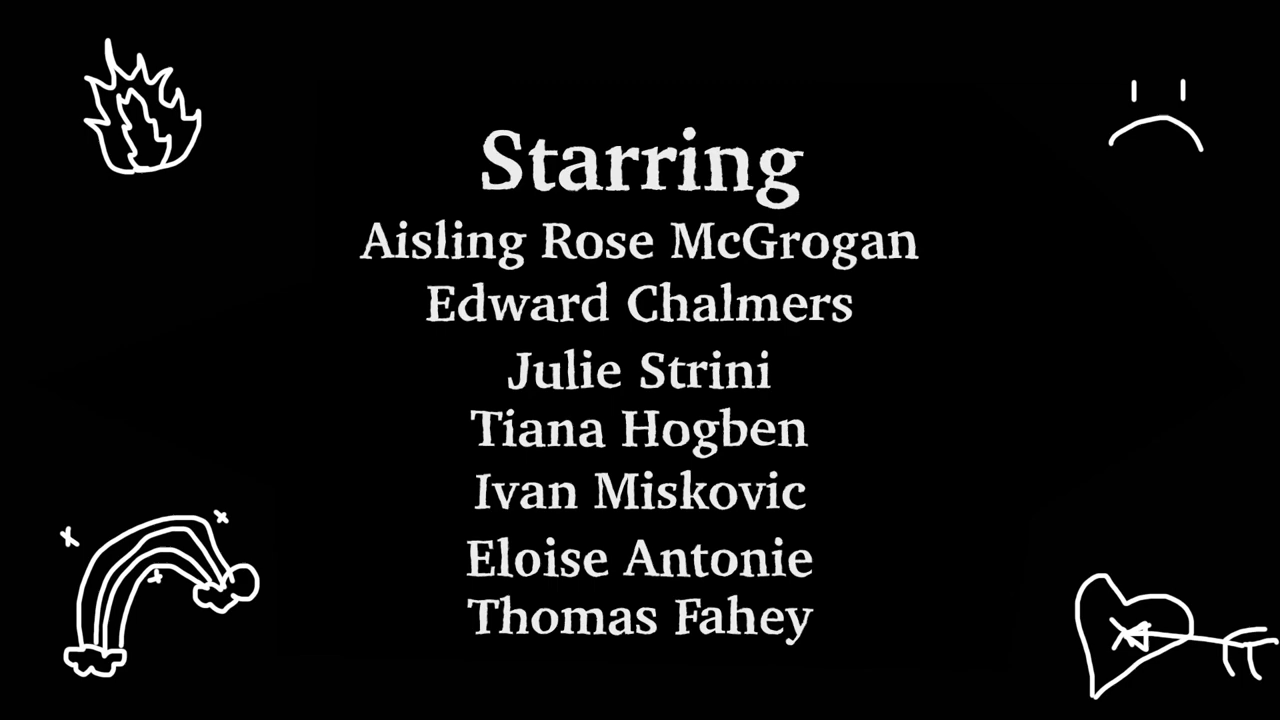 Starring
Aisling Rose McGrogan
Edward Chalmers
Julie Strini
Tiana Hogben
Ivan Miskovic
Eloise Antonie
Thomas Fahey